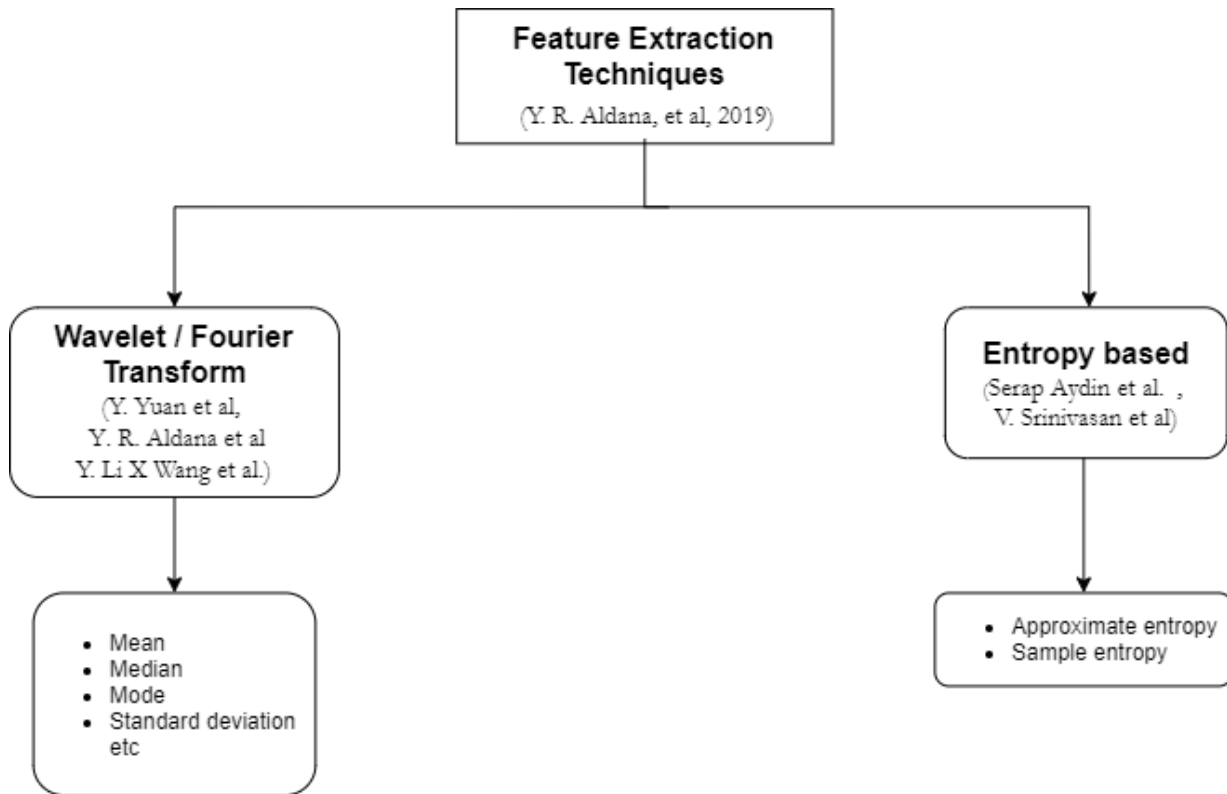 Feature Extraction
Techniques
(Y. R. Aldana, et al, 2019)
Wavelet / Fourier
Transform
(Y. Yuan et al,
Y. R. Aldana et al
Y. Li X Wang et al.)
Entropy based
(Serap Aydin et al. ,
V. Srinivasan et al)
• Mean
• Median
• Mode
• Standard deviation
etc
• Approximate entropy
• Sample entropy